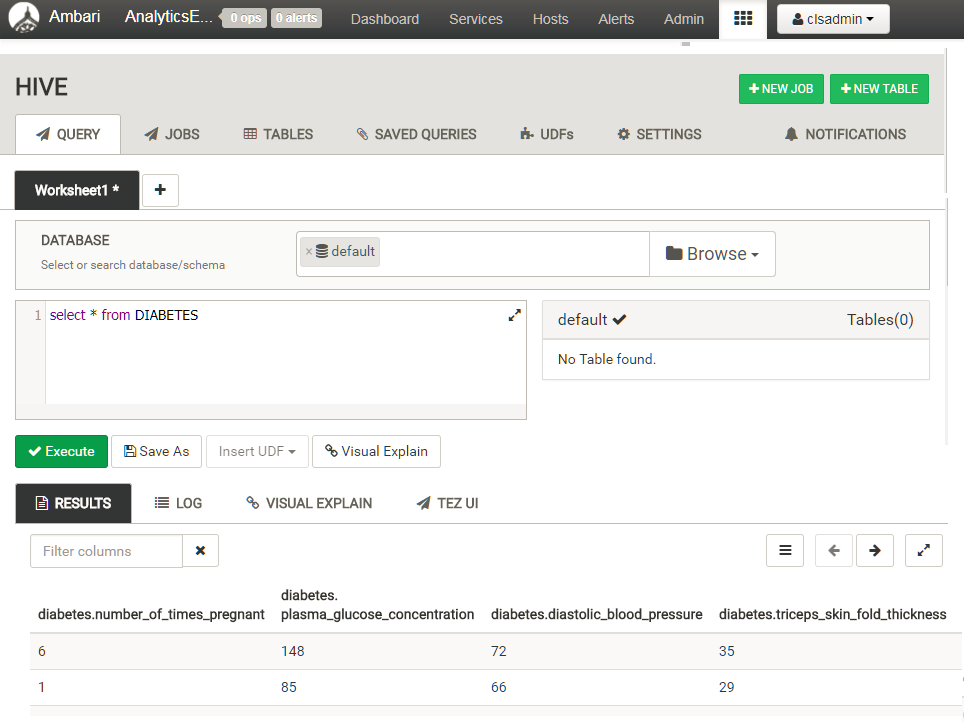 Ambari AnalyticsE... 0 ops 0 alerts Dashboard Services Hosts Alerts Admin clsadmin
HIVE
NEW JOB NEW TABLE
QUERY JOBS TABLES SAVED QUERIES UDFs SETTINGS NOTIFICATIONS
Worksheet1 * +
DATABASE
Select or search database/schema
× default
Browse
1 select * from DIABETES
default Tables(0)
No Table found.
Execute Save As Insert UDF Visual Explain
RESULTS LOG VISUAL EXPLAIN TEZ UI
Filter columns
diabetes.number_of_times_pregnant diabetes.plasma_glucose_concentration diabetes.diastolic_blood_pressure diabetes.triceps_skin_fold_thickness
6 148 72 35
1 85 66 29